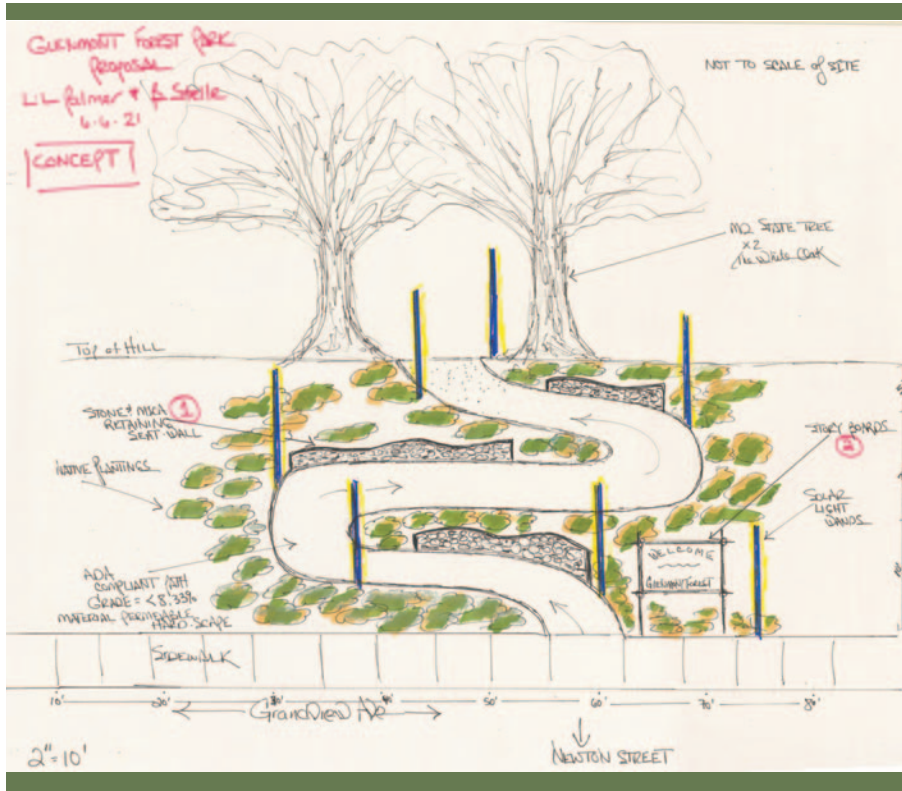 GLENMONT FOREST PARK
PROPOSAL
Lil Palmer &
6-6-21
CONCEPT
NOT TO SCALE of SITE
MD. STATE TREE
x2
The White Oak
TOP of HILL
STONE & MICA
RETAINING
SEAT-WALL
1
NATIVE PLANTINGS
STORY BOARDS
2
SOLAR
LIGHT
WANDS
WELCOME
GLENMONT FOREST
ADA
COMPLIANT PATH
GRADE = <8.33%
MATERIAL PERMEABLE
HARD-SCAPE
SIDEWALK
10' 20' 30' 40' 50' 60' 70' 80'
GrandView Ave
NEWTON STREET
2"=10'